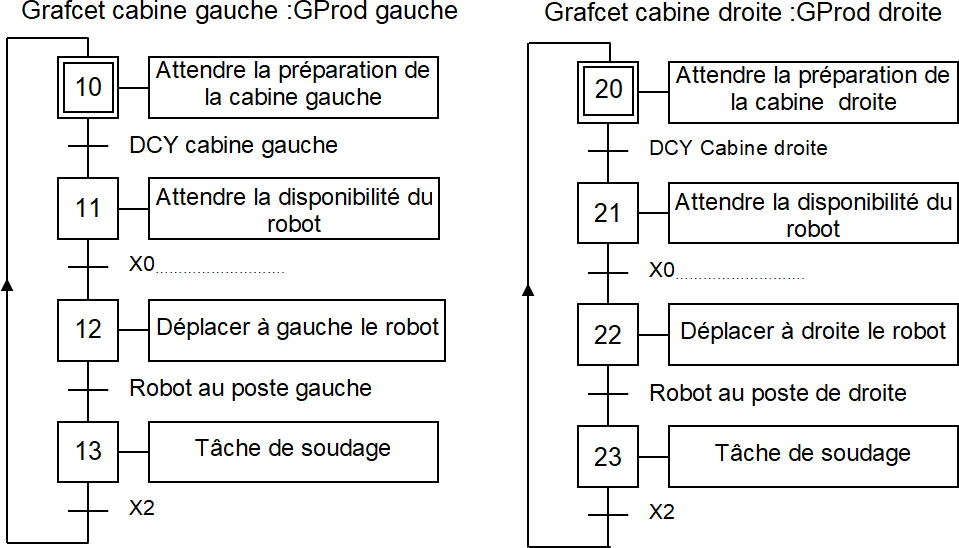 Grafcet cabine gauche :GProd gauche
10
Attendre la préparation de
la cabine gauche
DCY cabine gauche
11
Attendre la disponibilité du
robot
X0..........................
12
Déplacer à gauche le robot
Robot au poste gauche
13
Tâche de soudage
X2
Grafcet cabine droite :GProd droite
20
Attendre la préparation de
la cabine droite
DCY Cabine droite
21
Attendre la disponibilité du
robot
X0..........................
22
Déplacer à droite le robot
Robot au poste de droite
23
Tâche de soudage
X2